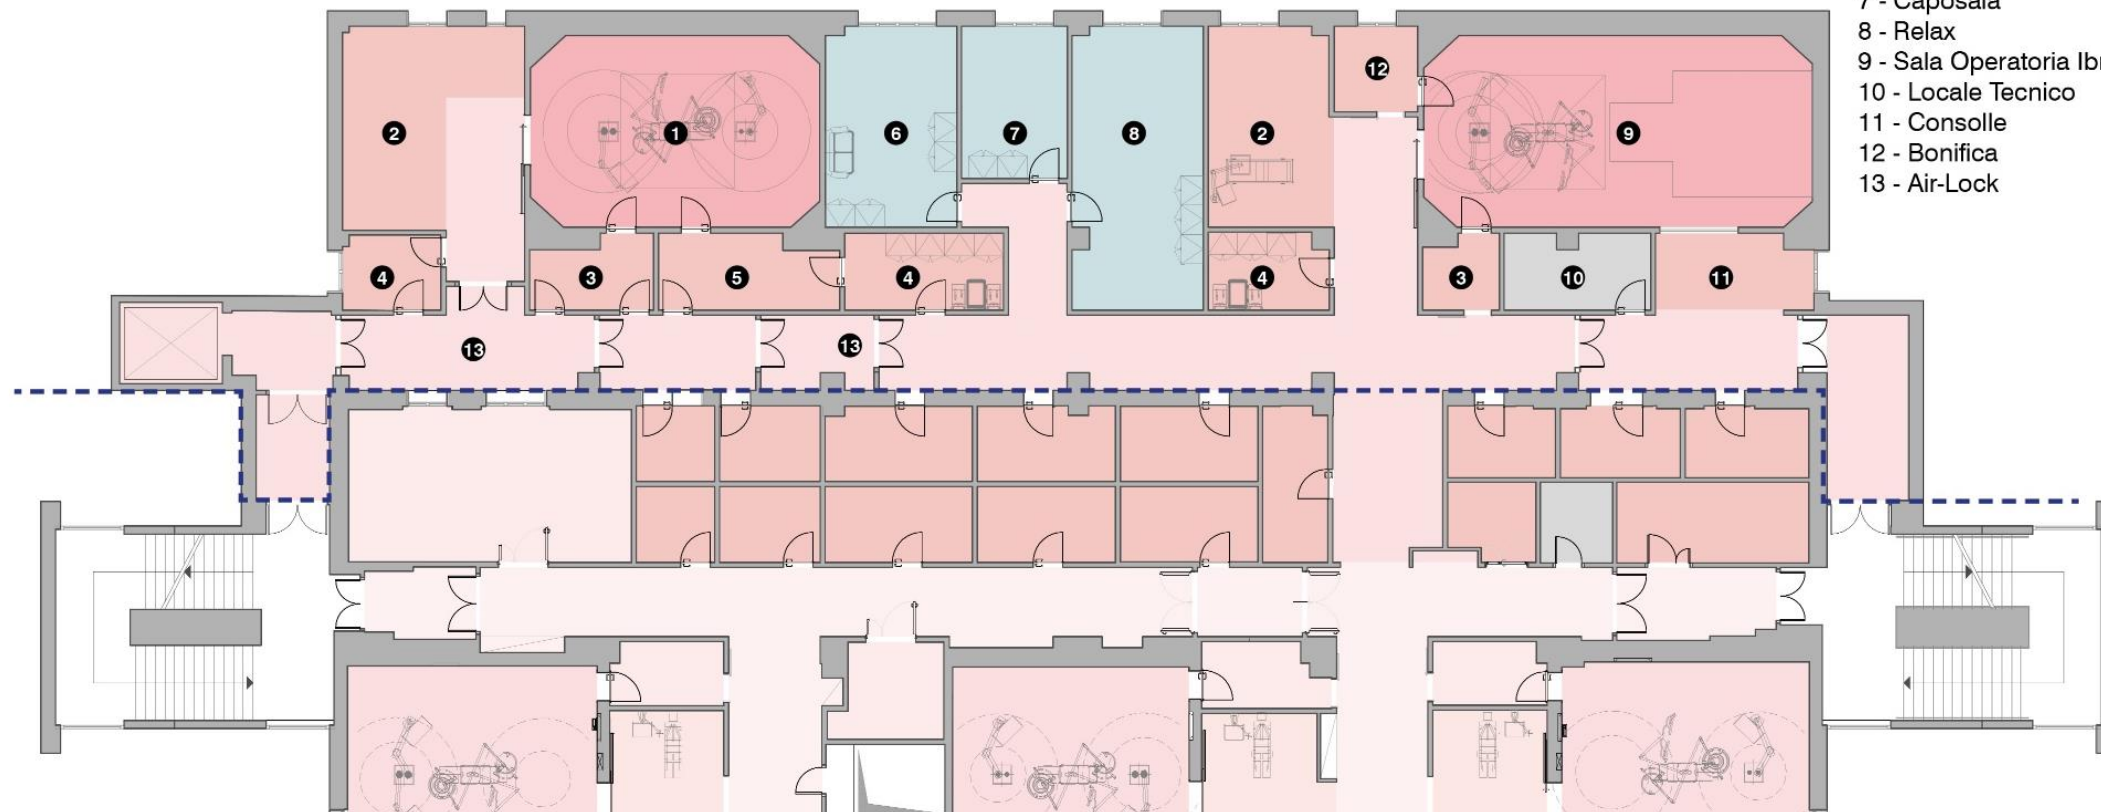 7 - Caposala
8 - Relax
9 - Sala Operatoria Ib
10 - Locale Tecnico
11 - Consolle
12 - Bonifica
13 - Air-Lock
12
2
1
6
7
8
2
9
4
3
5
4
4
3
10
11
13
13